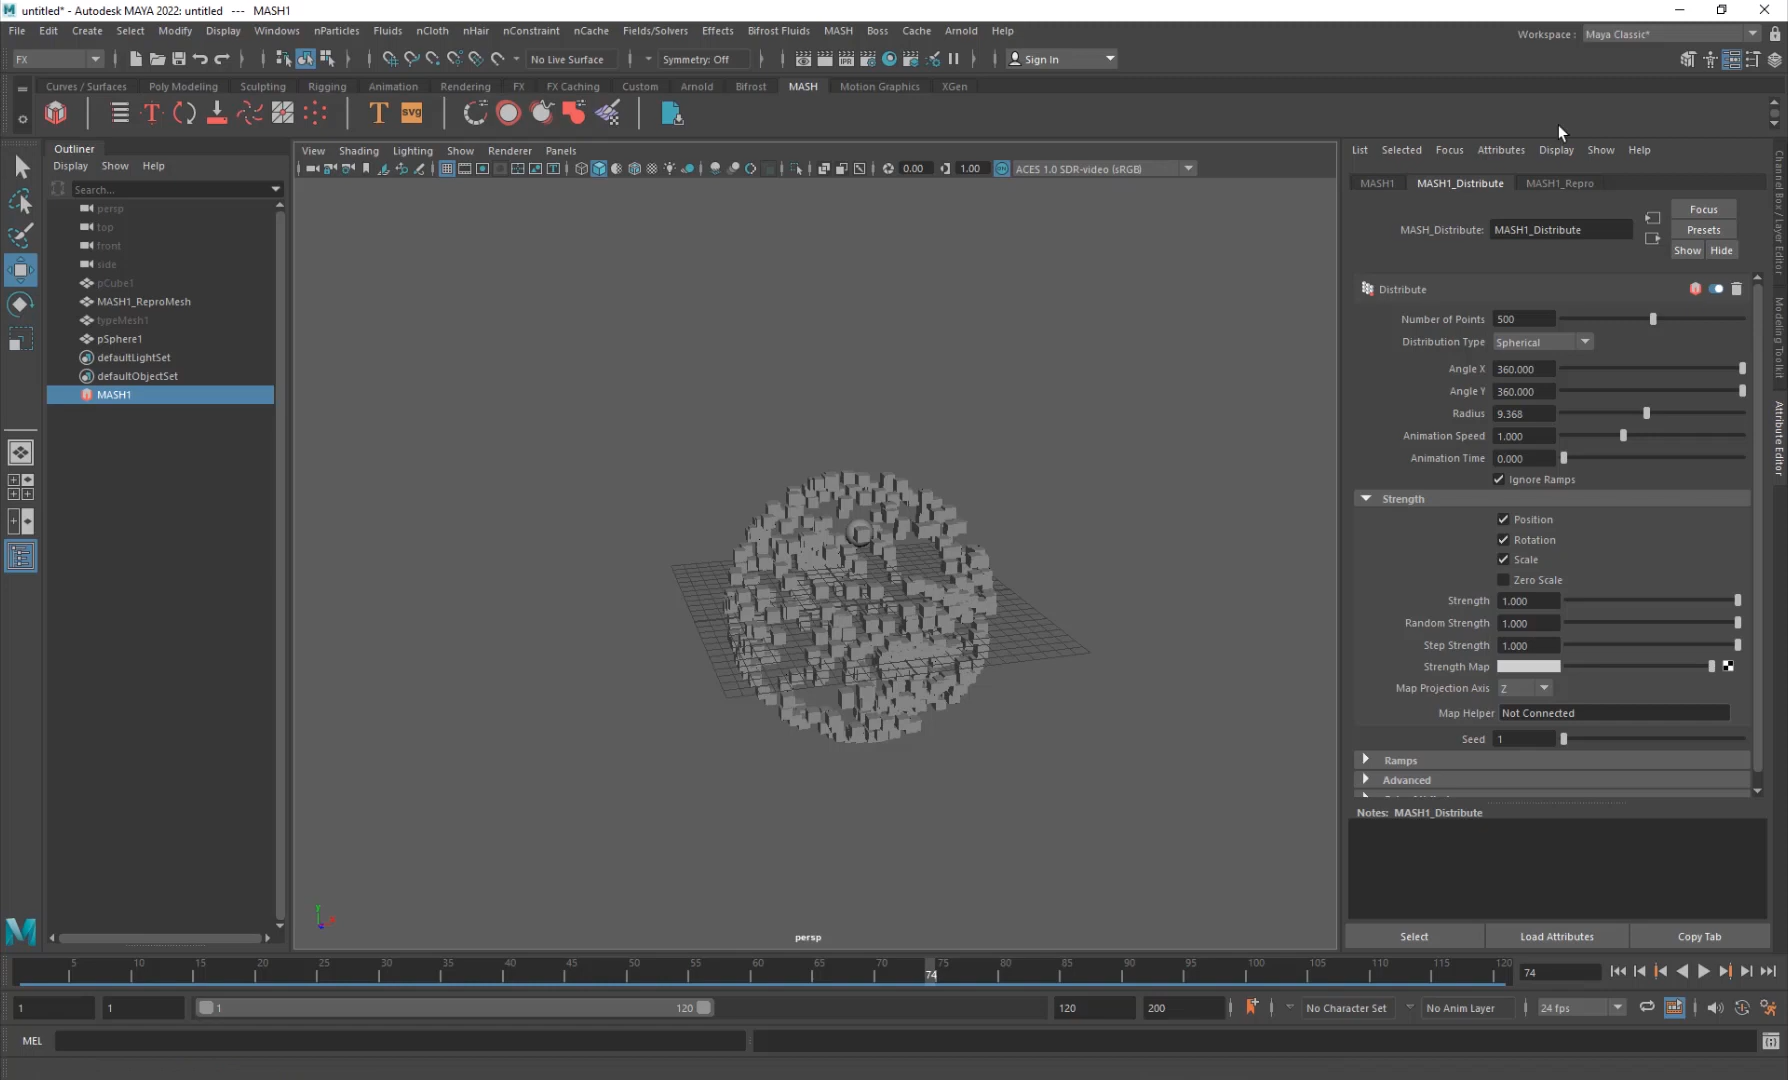 untitled* - Autodesk MAYA 2022: untitled --- MASH1
File Edit Create Select Modify Display Windows nParticles Fluids nCloth nHair nConstraint nCache Fields/Solvers Effects Bifrost Fluids MASH Boss Cache Arnold Help
Workspace : Maya Classic*
FX No Live Surface Symmetry: Off IPR Sign In
Curves / Surfaces Poly Modeling Sculpting Rigging Animation Rendering FX FX Caching Custom Arnold Bifrost MASH Motion Graphics XGen
T T SVG
Outliner
Display Show Help
Search...
persp
top
front
side
pCube1
MASH1_ReproMesh
typeMesh1
pSphere1
defaultLightSet
defaultObjectSet
MASH1
View Shading Lighting Show Renderer Panels
0.00 1.00 ACES 1.0 SDR-video (sRGB)
persp
List Selected Focus Attributes Display Show Help
MASH1 MASH1_Distribute MASH1_Repro
MASH_Distribute: MASH1_Distribute
Focus
Presets
Show Hide
Distribute
Number of Points 500
Distribution Type Spherical
Angle X 360.000
Angle Y 360.000
Radius 9.368
Animation Speed 1.000
Animation Time 0.000
Ignore Ramps
Strength
Position
Rotation
Scale
Zero Scale
Strength 1.000
Random Strength 1.000
Step Strength 1.000
Strength Map
Map Projection Axis Z
Map Helper Not Connected
Seed 1
Ramps
Advanced
Notes: MASH1_Distribute
Select Load Attributes Copy Tab
Channel Box / Layer Editor
Modeling Toolkit
Attribute Editor
5 10 15 20 25 30 35 40 45 50 55 60 65 70 75 80 85 90 95 100 105 110 115 120
74 74
1 1 1 120 120 200 No Character Set No Anim Layer 24 fps
MEL